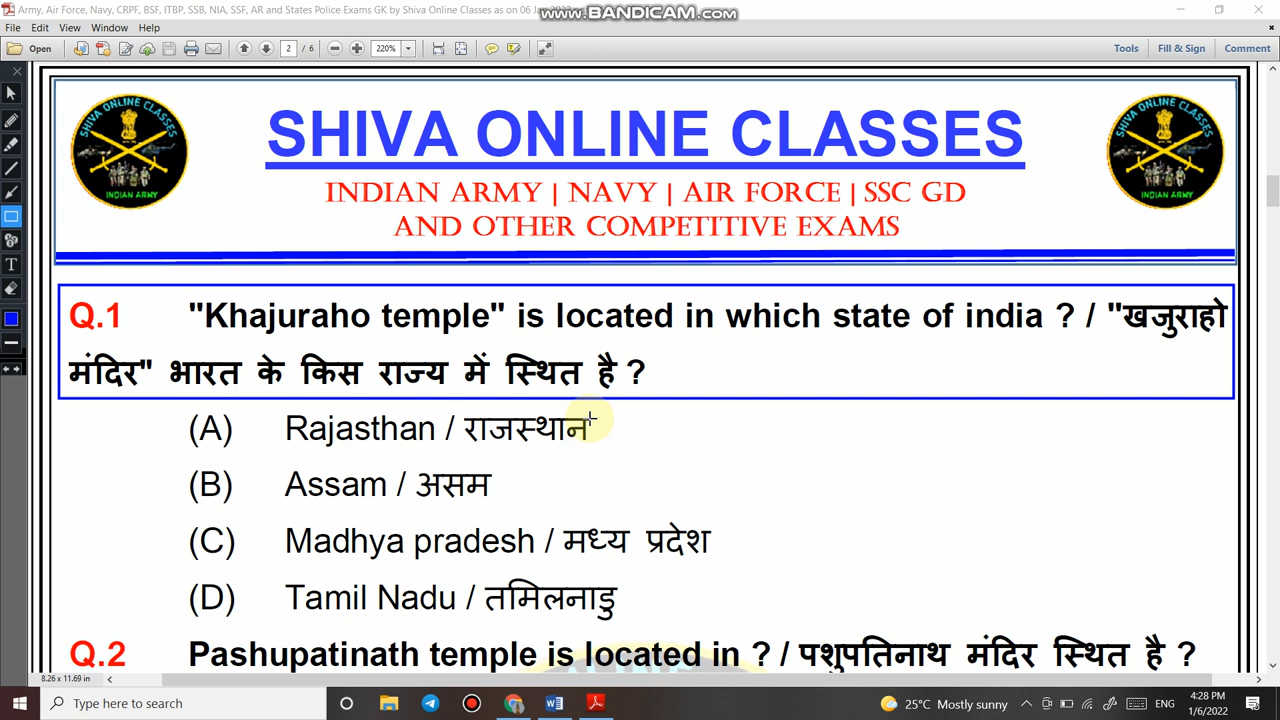 Army, Air Force, Navy, CRPF, BSF, ITBP, SSB, NIA, SSF, AR and States Police Exams GK by Shiva Online Classes as on 06
www.BANDICAM.com
File Edit View Window Help
Open 2 / 6 220% Tools Fill & Sign Comment
SHIVA ONLINE CLASSES
INDIAN ARMY
SHIVA ONLINE CLASSES
INDIAN ARMY | NAVY | AIR FORCE | SSC GD
AND OTHER COMPETITIVE EXAMS
SHIVA ONLINE CLASSES
INDIAN ARMY
Q.1 "Khajuraho temple" is located in which state of india ? / "खजुराहो
मंदिर" भारत के किस राज्य में स्थित है ?
(A) Rajasthan / राजस्थान
(B) Assam / असम
(C) Madhya pradesh / मध्य प्रदेश
(D) Tamil Nadu / तमिलनाडु
Q.2 Pashupatinath temple is located in ? / पशुपतिनाथ मंदिर स्थित है ?
8.26 x 11.69 in
Type here to search
25°C Mostly sunny ENG 4:28 PM
1/6/2022